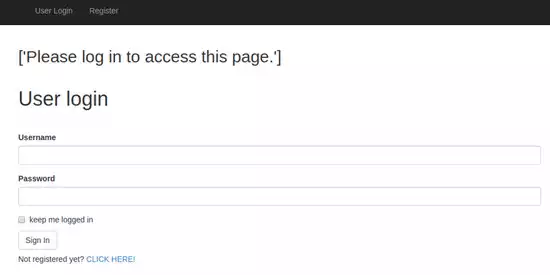 User Login Register
['Please log in to access this page.']
User login
Username
Password
keep me logged in
Sign In
Not registered yet? CLICK HERE!